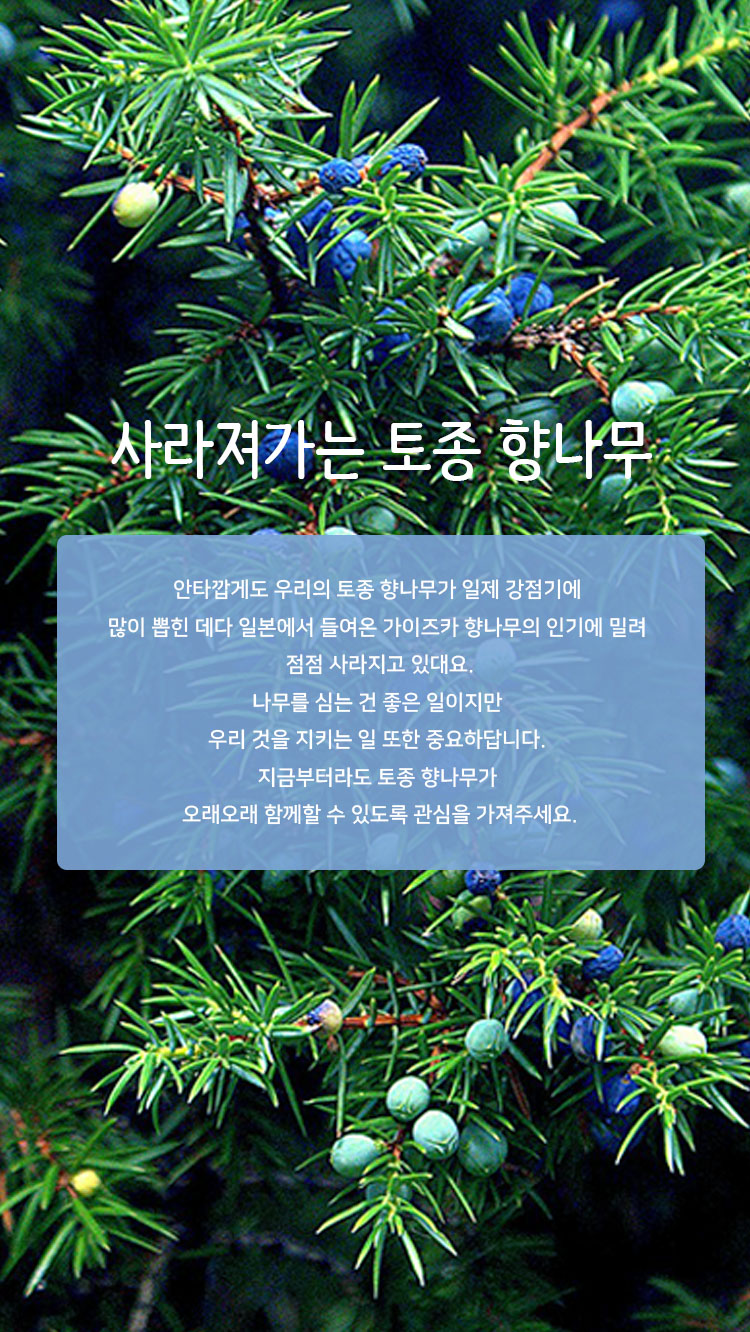 사라져가는 토종 향나무
안타깝게도 우리의 토종 향나무가 일제 강점기에
많이 뽑힌 데다 일본에서 들여온 가이즈카 향나무의 인기에 밀려
점점 사라지고 있대요.
나무를 심는 건 좋은 일이지만
우리 것을 지키는 일 또한 중요하답니다.
지금부터라도 토종 향나무가
오래오래 함께할 수 있도록 관심을 가져주세요.